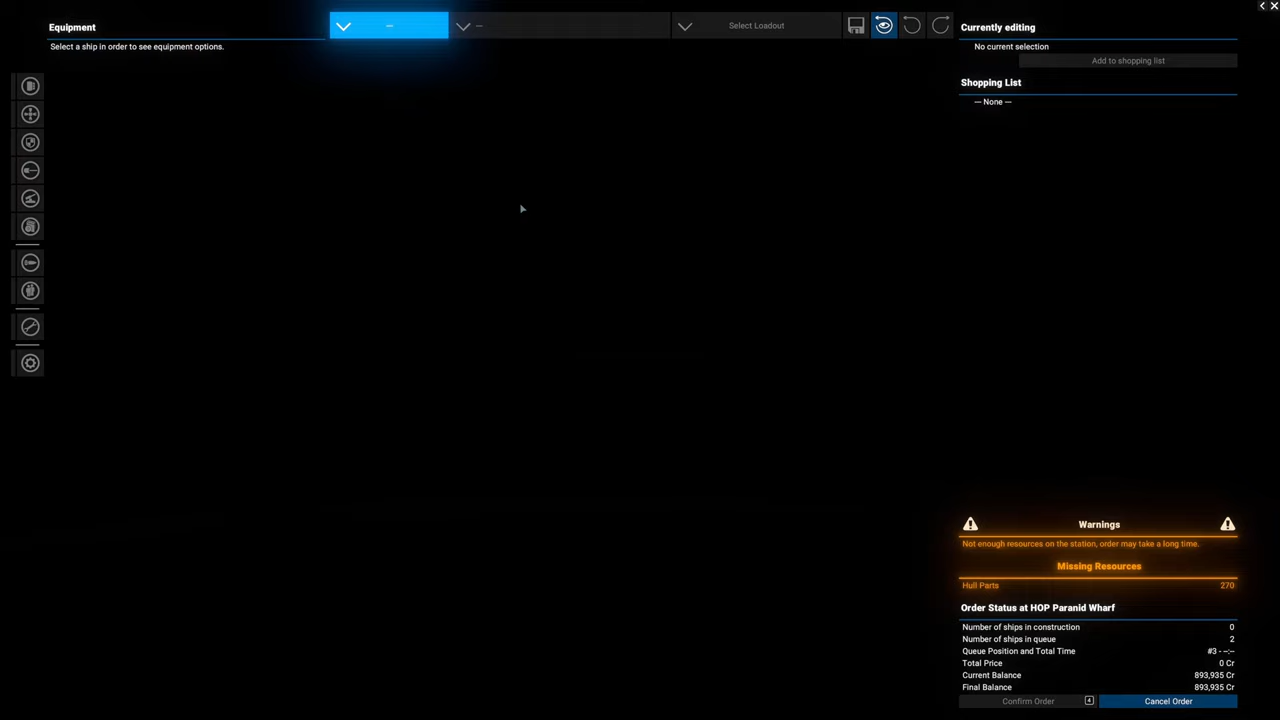 Equipment
Select a ship in order to see equipment options.
—
—
Select Loadout
Currently editing
No current selection
Add to shopping list
Shopping List
— None —
Warnings
Not enough resources on the station, order may take a long time.
Missing Resources
Hull Parts 270
Order Status at HOP Paranid Wharf
Number of ships in construction 0
Number of ships in queue 2
Queue Position and Total Time #3 - --:--
Total Price 0 Cr
Current Balance 893,935 Cr
Final Balance 893,935 Cr
Confirm Order 4 Cancel Order